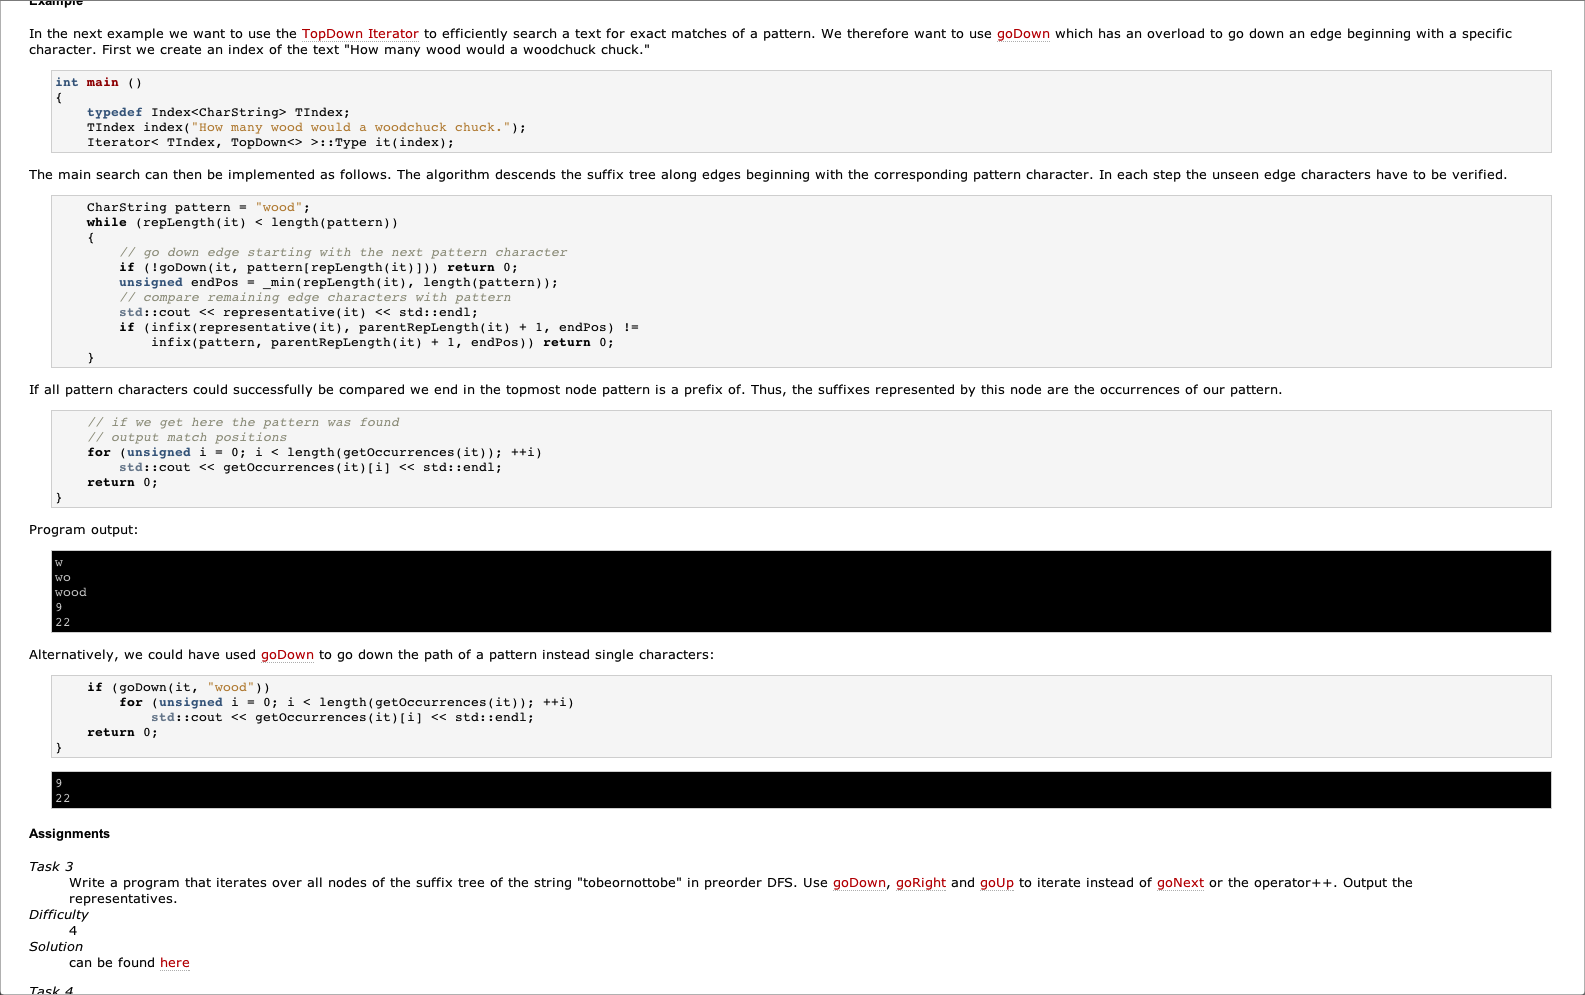 Example
In the next example we want to use the TopDown Iterator to efficiently search a text for exact matches of a pattern. We therefore want to use goDown which has an overload to go down an edge beginning with a specific
character. First we create an index of the text "How many wood would a woodchuck chuck."
int main ()
{
    typedef Index<CharString> TIndex;
    TIndex index("How many wood would a woodchuck chuck.");
    Iterator< TIndex, TopDown<> >::Type it(index);
The main search can then be implemented as follows. The algorithm descends the suffix tree along edges beginning with the corresponding pattern character. In each step the unseen edge characters have to be verified.
    CharString pattern = "wood";
    while (repLength(it) < length(pattern))
    {
        // go down edge starting with the next pattern character
        if (!goDown(it, pattern[repLength(it)])) return 0;
        unsigned endPos = _min(repLength(it), length(pattern));
        // compare remaining edge characters with pattern
        std::cout << representative(it) << std::endl;
        if (infix(representative(it), parentRepLength(it) + 1, endPos) !=
            infix(pattern, parentRepLength(it) + 1, endPos)) return 0;
    }
If all pattern characters could successfully be compared we end in the topmost node pattern is a prefix of. Thus, the suffixes represented by this node are the occurrences of our pattern.
    // if we get here the pattern was found
    // output match positions
    for (unsigned i = 0; i < length(getOccurrences(it)); ++i)
        std::cout << getOccurrences(it)[i] << std::endl;
    return 0;
}
Program output:
w
wo
wood
9
22
Alternatively, we could have used goDown to go down the path of a pattern instead single characters:
    if (goDown(it, "wood"))
        for (unsigned i = 0; i < length(getOccurrences(it)); ++i)
            std::cout << getOccurrences(it)[i] << std::endl;
    return 0;
}
9
22
Assignments
Task 3
Write a program that iterates over all nodes of the suffix tree of the string "tobeornottobe" in preorder DFS. Use goDown, goRight and goUp to iterate instead of goNext or the operator++. Output the
representatives.
Difficulty
4
Solution
can be found here
Task 4